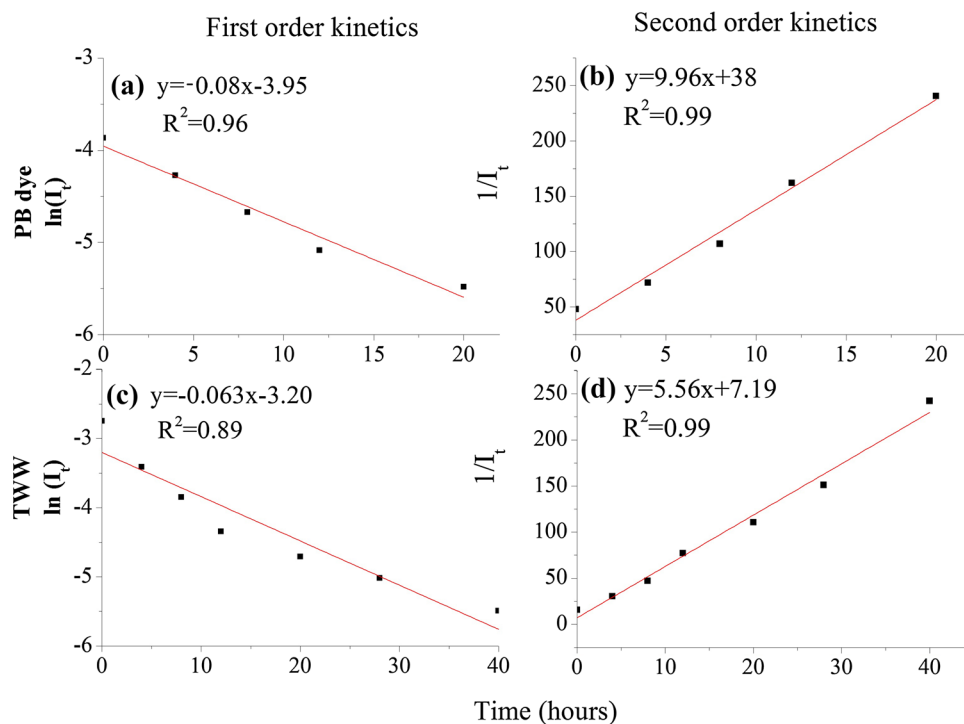 First order kinetics
Second order kinetics
(a) y=-0.08x-3.95
R²=0.96
-3
-4
-5
-6
PB dye
ln(Iₜ)
0 5 10 15 20
(b) y=9.96x+38
R²=0.99
250
200
150
100
50
1/Iₜ
0 5 10 15 20
(c) y=-0.063x-3.20
R²=0.89
-2
-3
-4
-5
-6
TWW
ln (Iₜ)
0 10 20 30 40
(d) y=5.56x+7.19
R²=0.99
250
200
150
100
50
0
1/Iₜ
0 10 20 30 40
Time (hours)